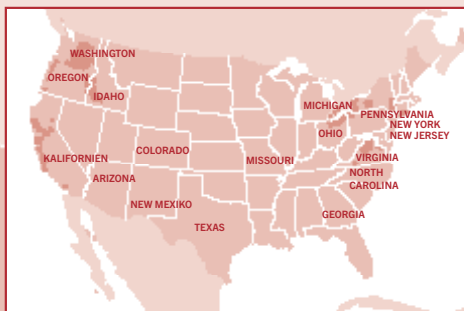 WASHINGTON
OREGON
IDAHO
MICHIGAN
PENNSYLVANIA
NEW YORK
NEW JERSEY
OHIO
KALIFORNIEN
COLORADO
MISSOURI
VIRGINIA
ARIZONA
NORTH
CAROLINA
NEW MEXIKO
GEORGIA
TEXAS